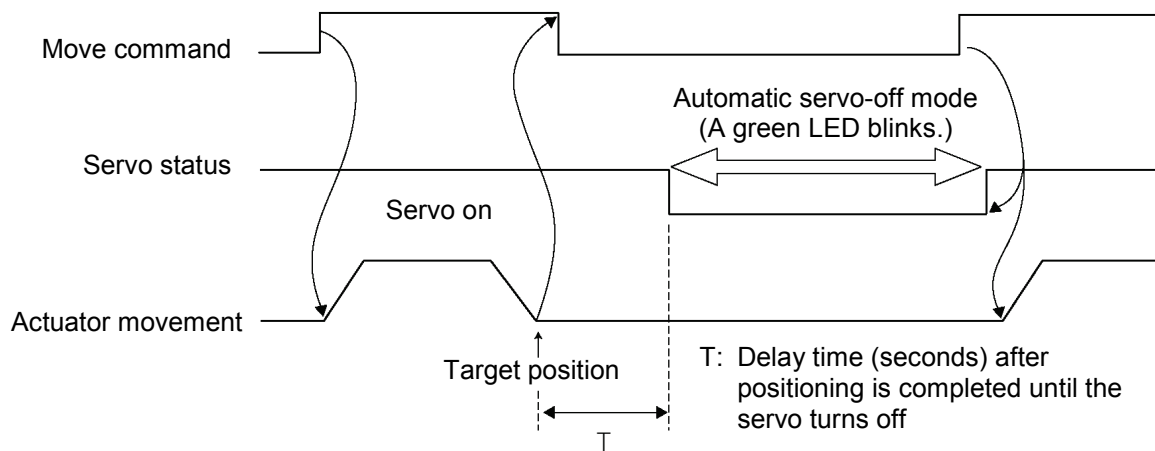 Move command
Automatic servo-off mode
(A green LED blinks.)
Servo status
Servo on
Actuator movement
Target position
T: Delay time (seconds) after
positioning is completed until the
servo turns off
T